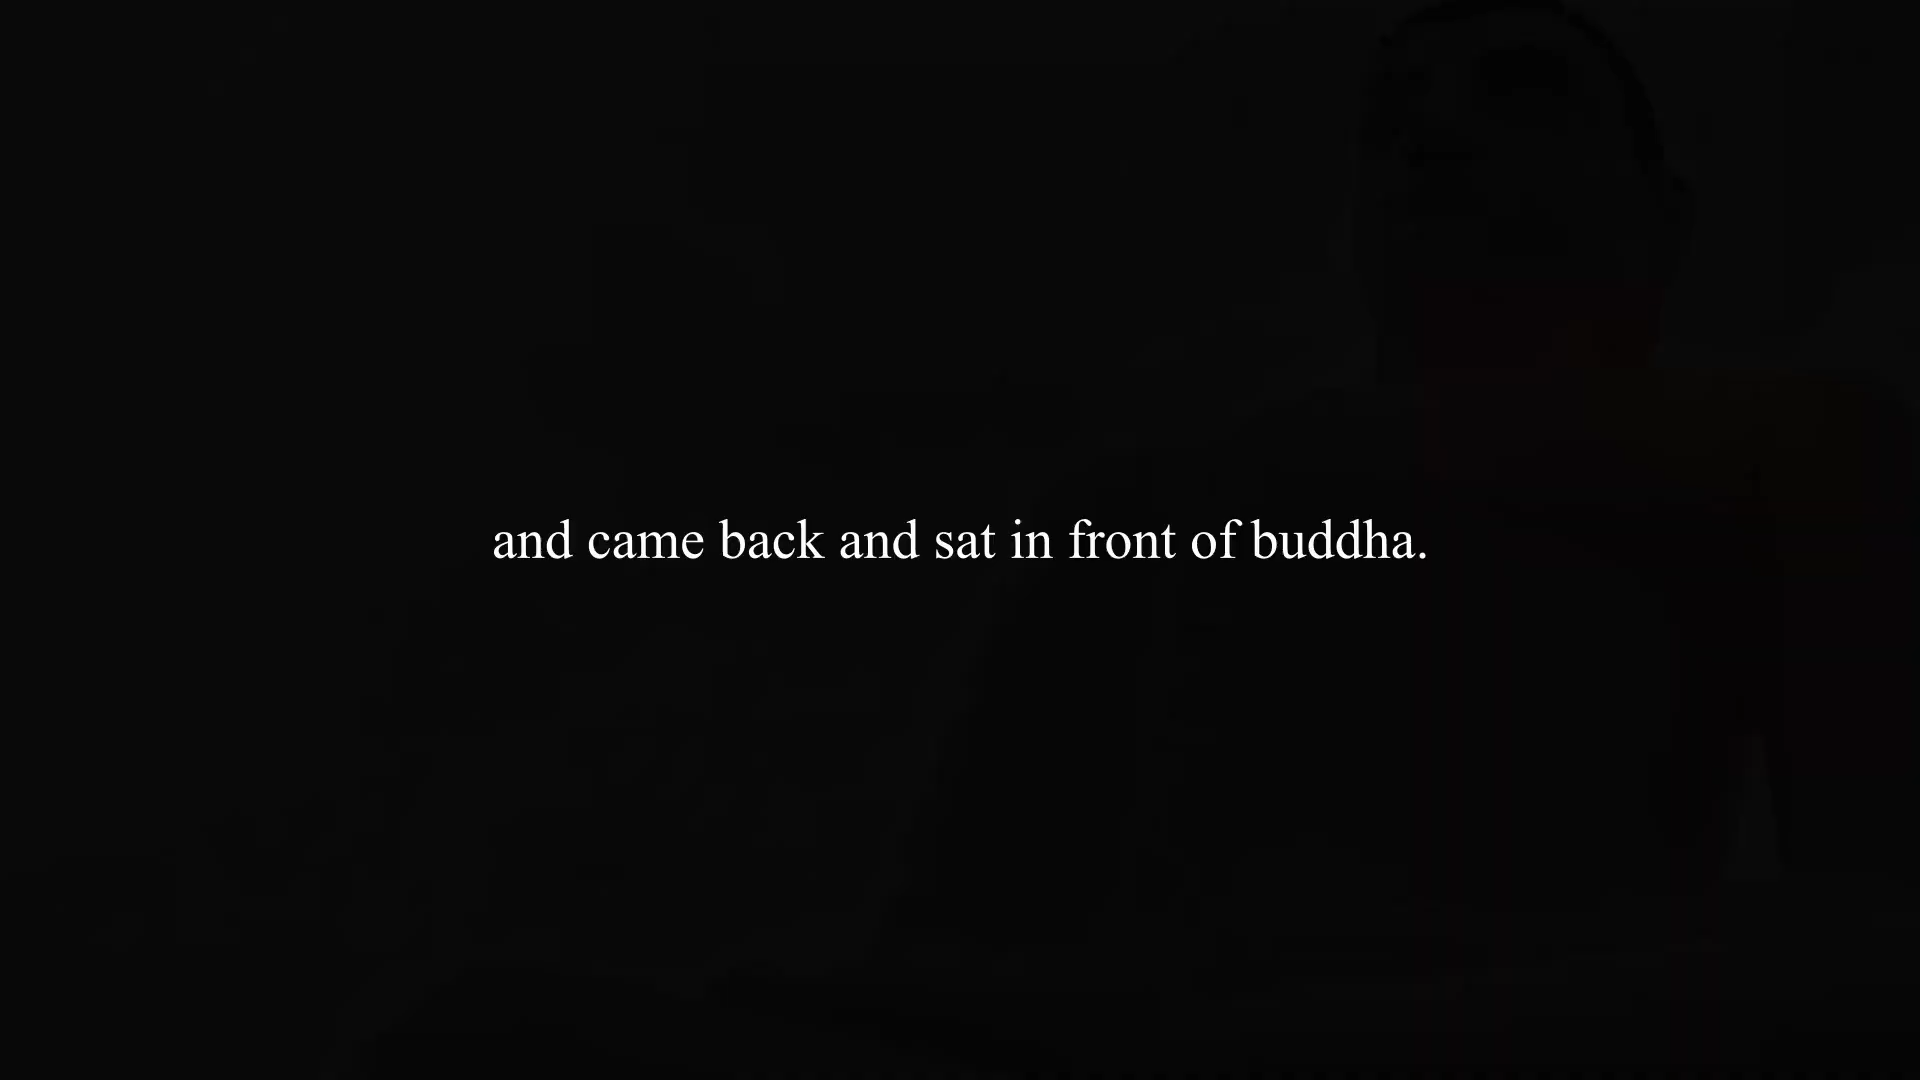 and came back and sat in front of buddha.